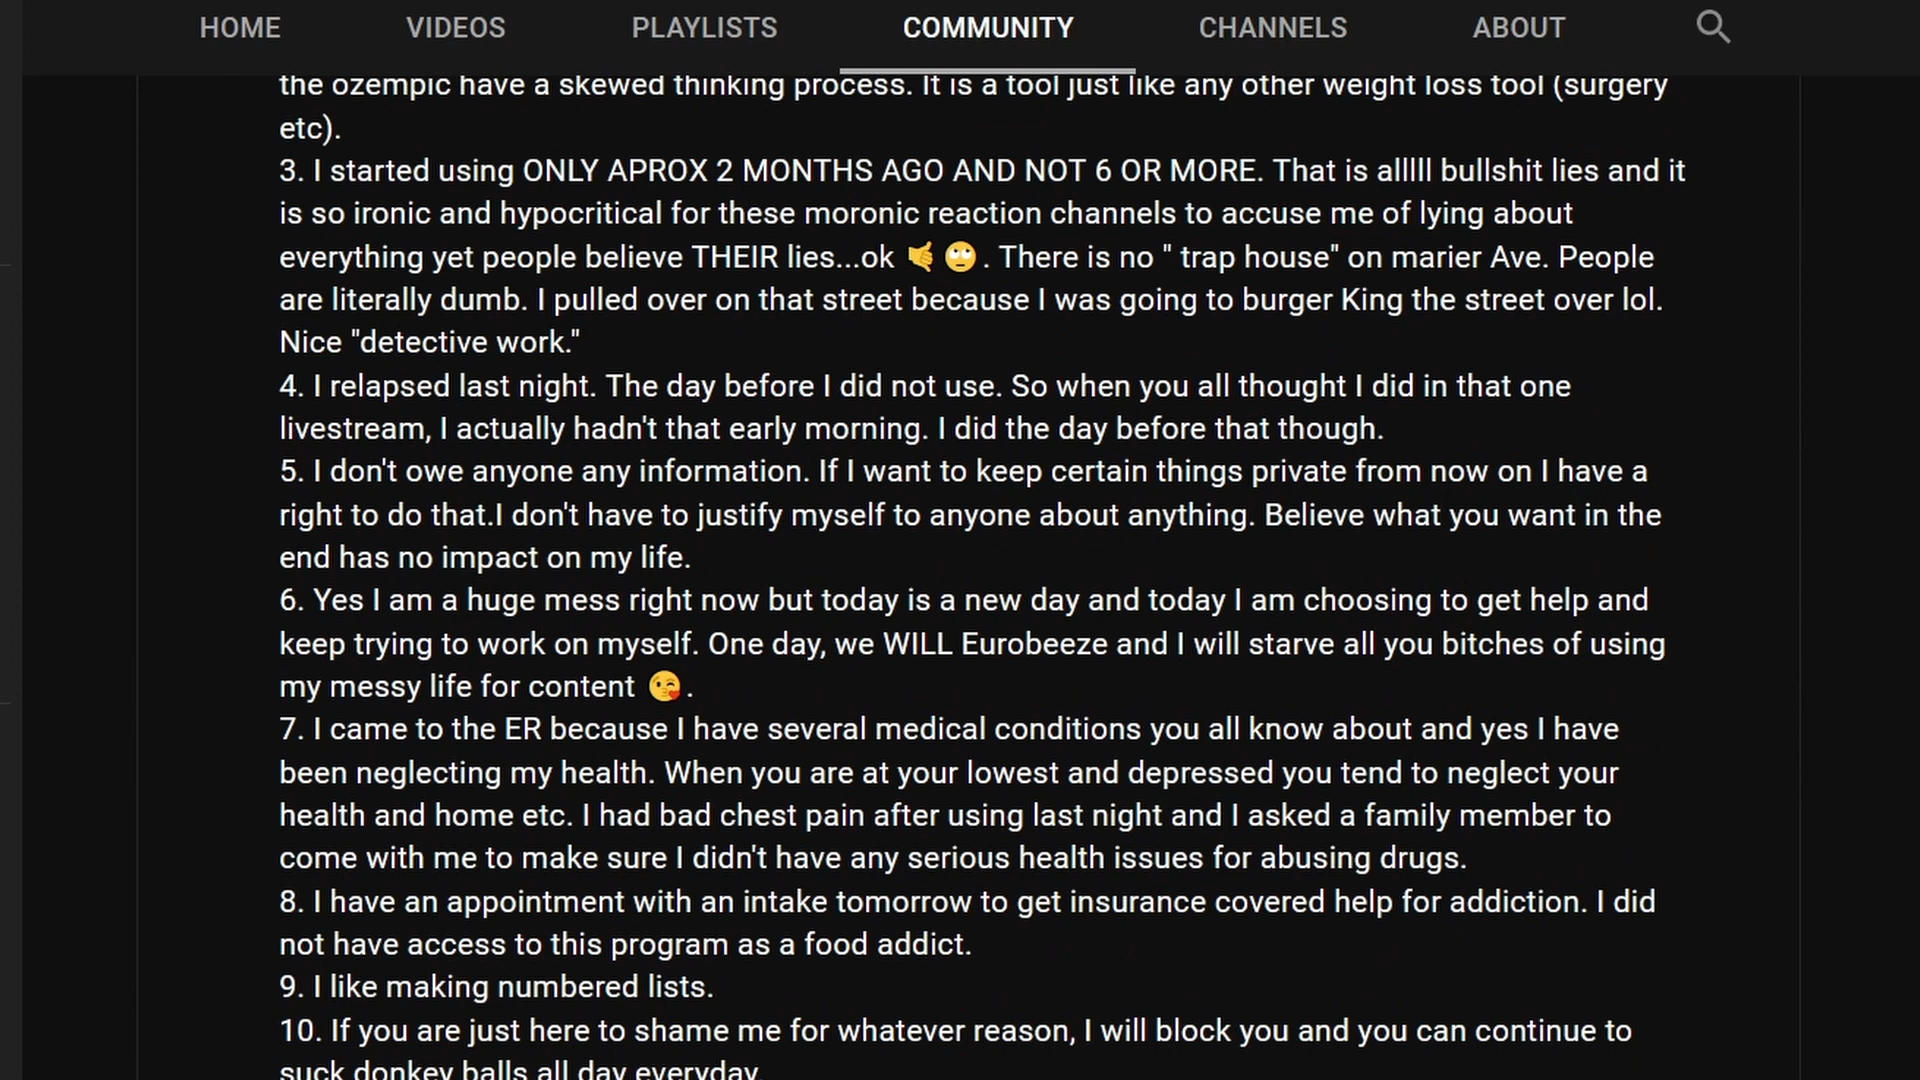 HOME VIDEOS PLAYLISTS COMMUNITY CHANNELS ABOUT
the ozempic have a skewed thinking process. It is a tool just like any other weight loss tool (surgery
etc).
3. I started using ONLY APROX 2 MONTHS AGO AND NOT 6 OR MORE. That is alllll bullshit lies and it
is so ironic and hypocritical for these moronic reaction channels to accuse me of lying about
everything yet people believe THEIR lies...ok 🤙🙄. There is no " trap house" on marier Ave. People
are literally dumb. I pulled over on that street because I was going to burger King the street over lol.
Nice "detective work."
4. I relapsed last night. The day before I did not use. So when you all thought I did in that one
livestream, I actually hadn't that early morning. I did the day before that though.
5. I don't owe anyone any information. If I want to keep certain things private from now on I have a
right to do that.I don't have to justify myself to anyone about anything. Believe what you want in the
end has no impact on my life.
6. Yes I am a huge mess right now but today is a new day and today I am choosing to get help and
keep trying to work on myself. One day, we WILL Eurobeeze and I will starve all you bitches of using
my messy life for content 😘.
7. I came to the ER because I have several medical conditions you all know about and yes I have
been neglecting my health. When you are at your lowest and depressed you tend to neglect your
health and home etc. I had bad chest pain after using last night and I asked a family member to
come with me to make sure I didn't have any serious health issues for abusing drugs.
8. I have an appointment with an intake tomorrow to get insurance covered help for addiction. I did
not have access to this program as a food addict.
9. I like making numbered lists.
10. If you are just here to shame me for whatever reason, I will block you and you can continue to
suck donkey balls all day everyday.